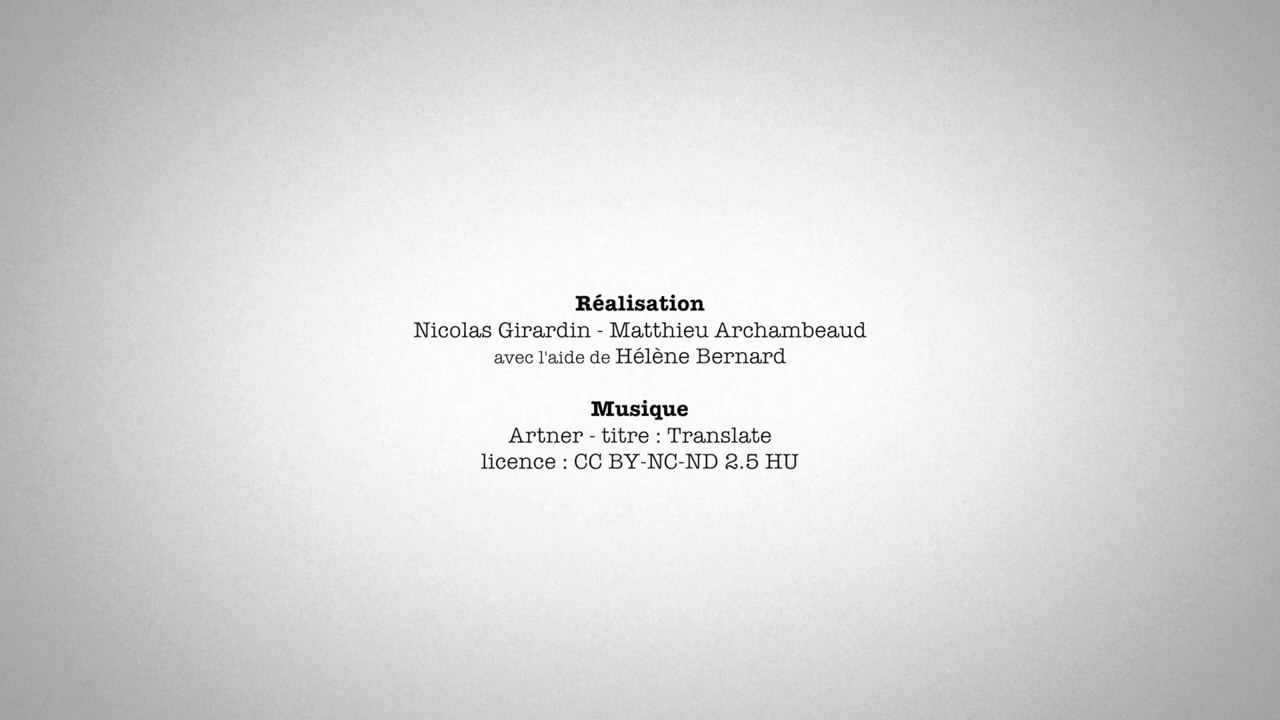 Réalisation
Nicolas Girardin - Matthieu Archambeaud
avec l'aide de Hélène Bernard
Musique
Artner - titre : Translate
licence : CC BY-NC-ND 2.5 HU